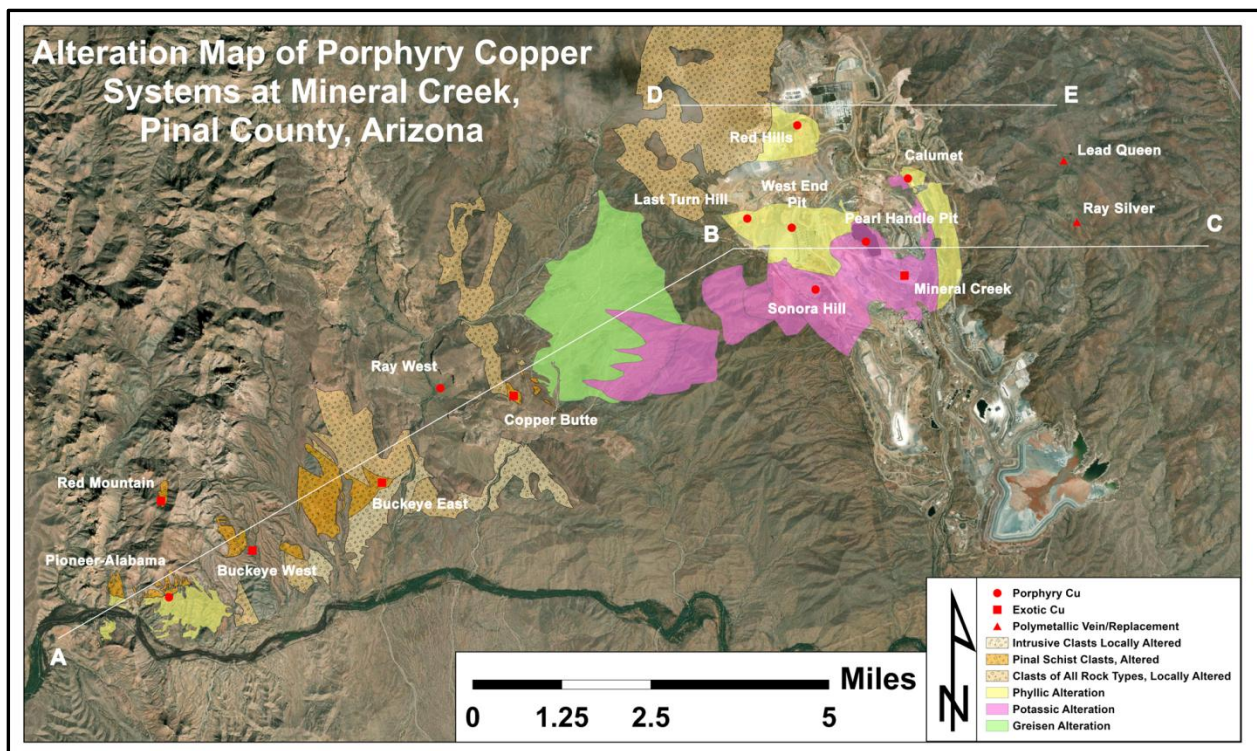 Alteration Map of Porphyry Copper
Systems at Mineral Creek,
Pinal County, Arizona
D
E
Red Hills
Calumet
Lead Queen
Last Turn Hill
West End
Pit
Pearl Handle Pit
Ray Silver
B
C
Mineral Creek
Sonora Hill
Ray West
Copper Butte
Red Mountain
Buckeye East
Pioneer-Alabama
Buckeye West
A
Miles
0 1.25 2.5 5
N
Porphyry Cu
Exotic Cu
Polymetallic Vein/Replacement
Intrusive Clasts Locally Altered
Pinal Schist Clasts, Altered
Clasts of All Rock Types, Locally Altered
Phyllic Alteration
Potassic Alteration
Greisen Alteration